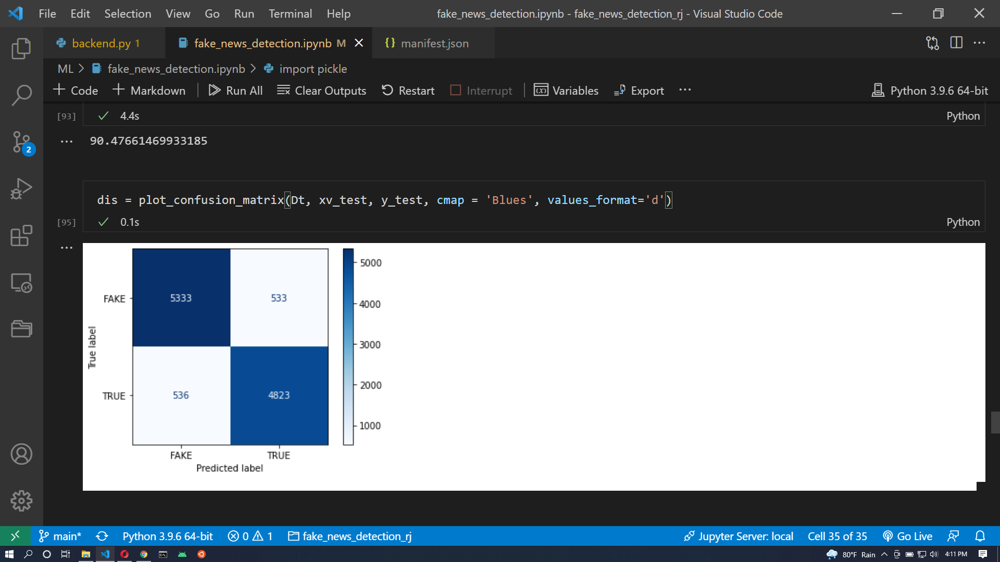 File Edit Selection View Go Run Terminal Help fake_news_detection.ipynb - fake_news_detection_rj - Visual Studio Code
backend.py 1 fake_news_detection.ipynb M {} manifest.json
ML > fake_news_detection.ipynb > import pickle
+ Code + Markdown Run All Clear Outputs Restart Interrupt Variables Export ... Python 3.9.6 64-bit
[93] ✓ 4.4s Python
... 90.47661469933185
dis = plot_confusion_matrix(Dt, xv_test, y_test, cmap = 'Blues', values_format='d')
[95] ✓ 0.1s Python
...
5000
4000
3000
2000
1000
True label
FAKE 5333 533
TRUE 536 4823
FAKE TRUE
Predicted label
2
main* Python 3.9.6 64-bit 0 1 fake_news_detection_rj Jupyter Server: local Cell 35 of 35 Go Live
80°F Rain 4:11 PM